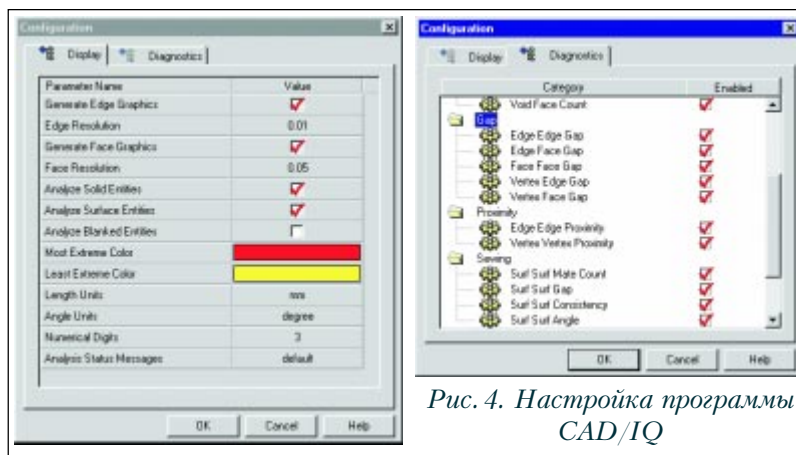 Configuration
Display Diagnostics
Parameter Name Value
Generate Edge Graphics
Edge Resolution 0.01
Generate Face Graphics
Face Resolution 0.05
Analyze Solid Entities
Analyze Surface Entities
Analyze Blanked Entities
Most Extreme Color
Least Extreme Color
Length Units mm
Angle Units degree
Numerical Digits 3
Analysis Status Messages default
OK Cancel Help
Configuration
Display Diagnostics
Category Enabled
Void Face Count
Gap
Edge Edge Gap
Edge Face Gap
Face Face Gap
Vertex Edge Gap
Vertex Face Gap
Proximity
Edge Edge Proximity
Vertex Vertex Proximity
Sewing
Surf Surf Mate Count
Surf Surf Gap
Surf Surf Consistency
Surf Surf Angle
OK Cancel Help
Рис. 4. Настройка программы
CAD/IQ